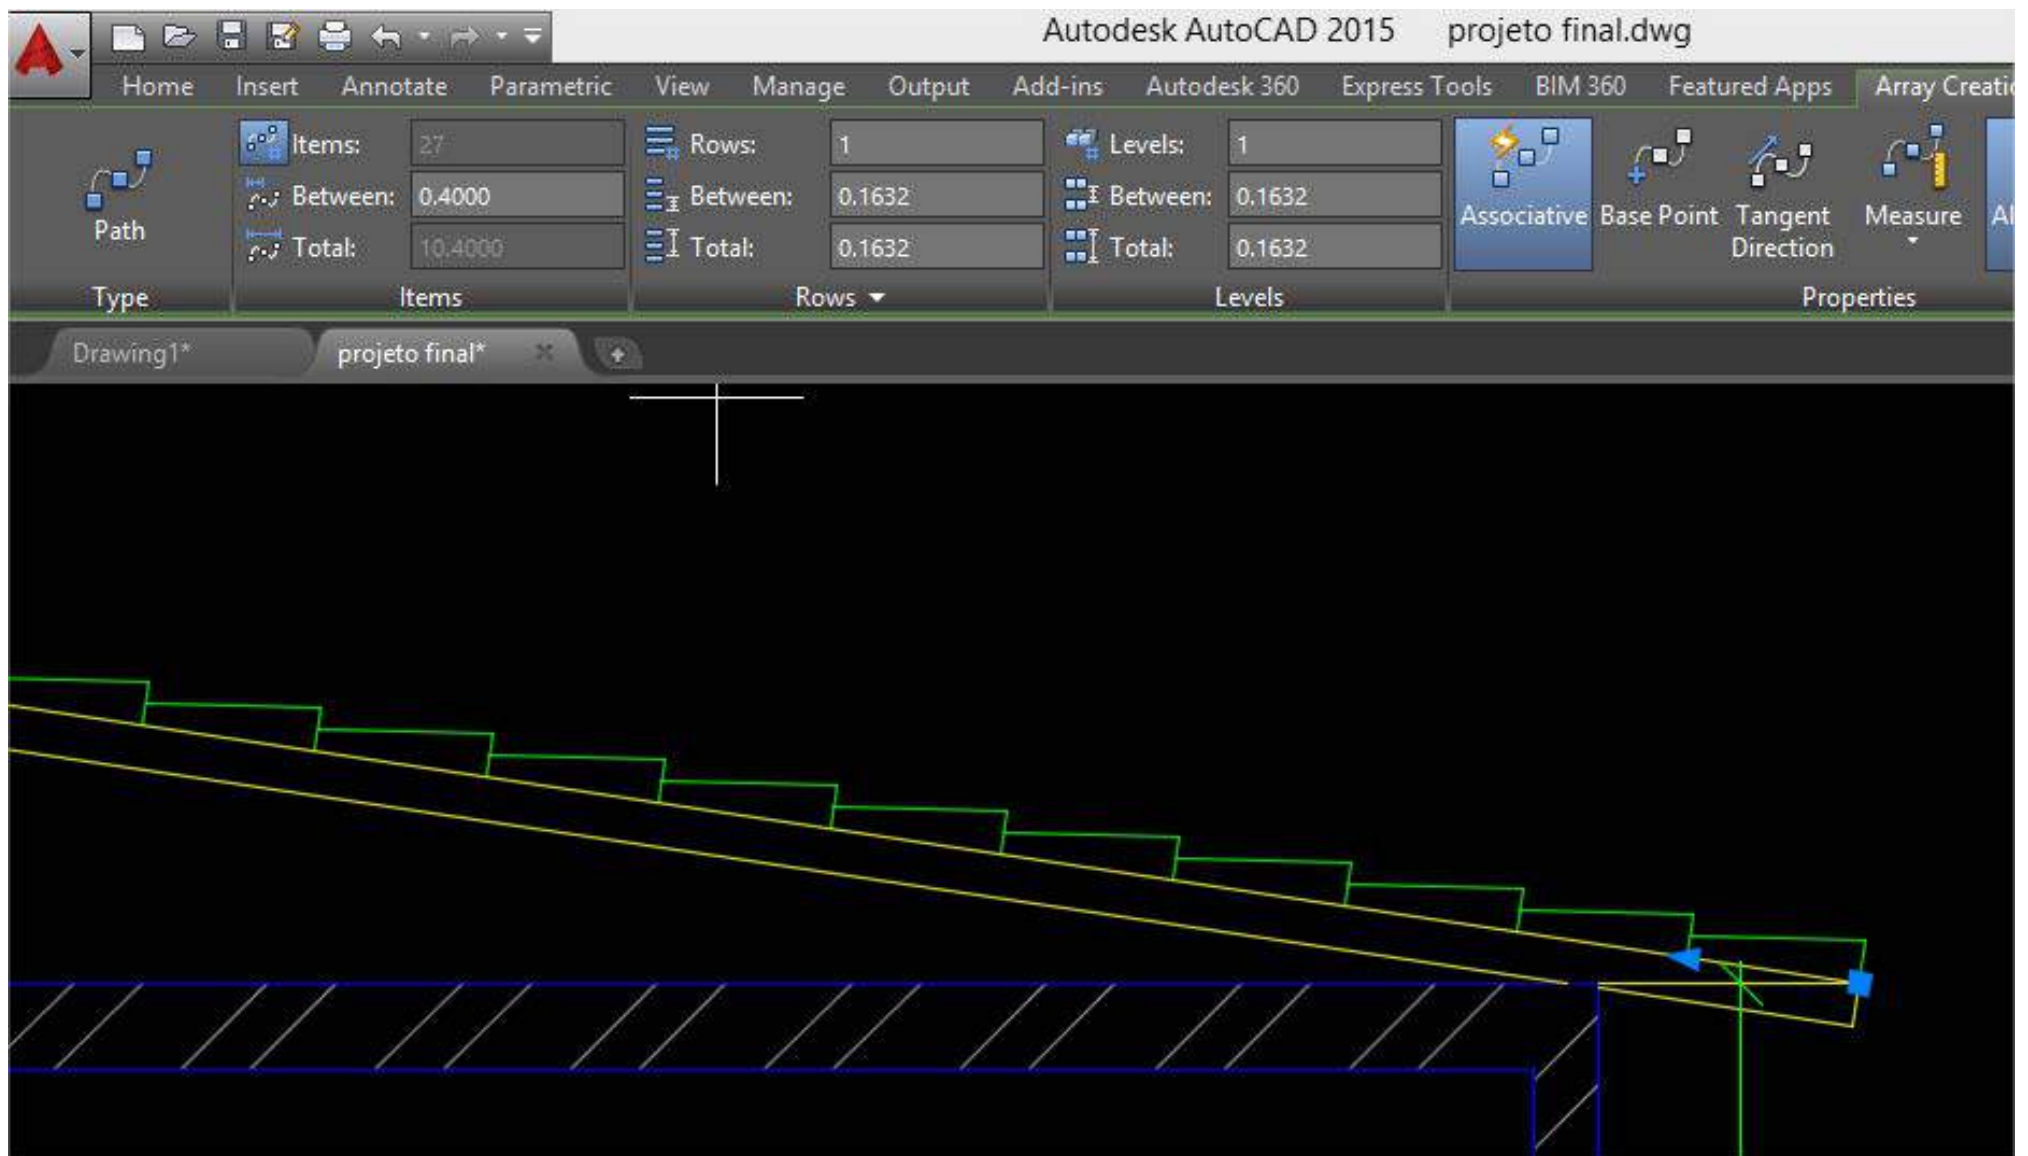 Autodesk AutoCAD 2015 projeto final.dwg
Home Insert Annotate Parametric View Manage Output Add-ins Autodesk 360 Express Tools BIM 360 Featured Apps Array Creatio
Items: 27 Rows: 1 Levels: 1
Between: 0.4000 Between: 0.1632 Between: 0.1632
Total: 10.4000 Total: 0.1632 Total: 0.1632
Path
Associative Base Point Tangent Direction Measure Al
Type Items Rows Levels Properties
Drawing1* projeto final*